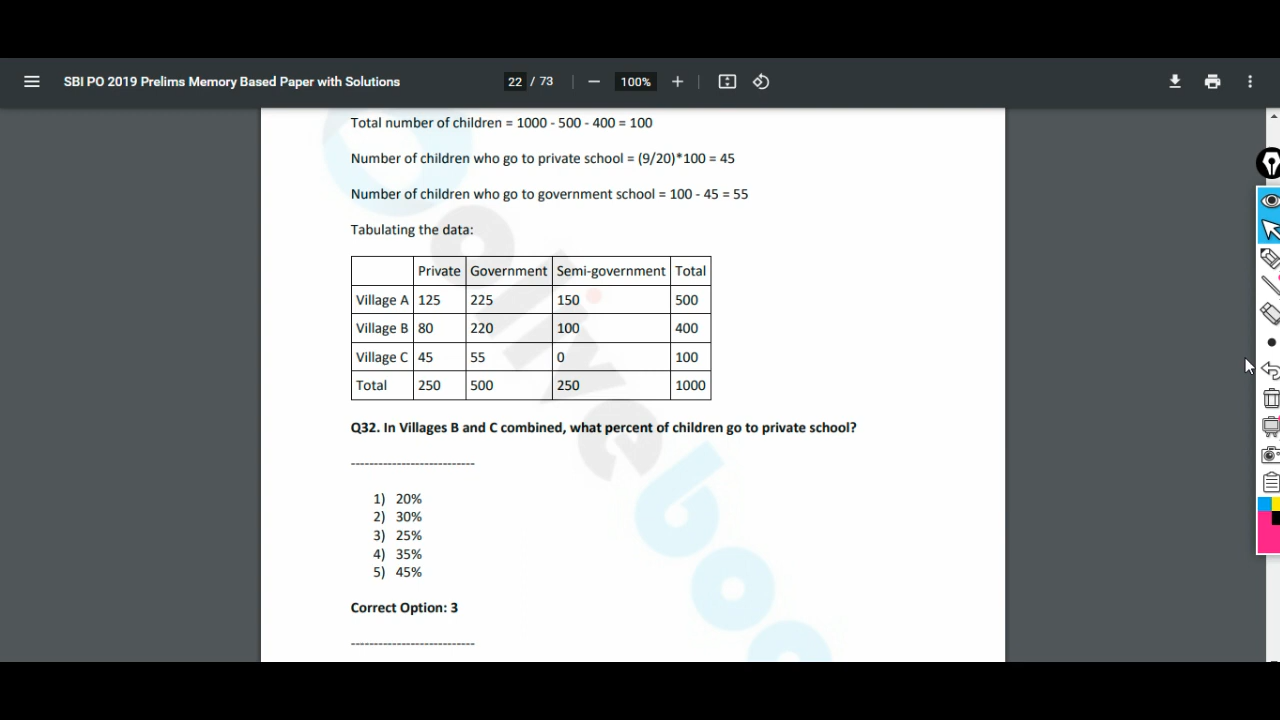 SBI PO 2019 Prelims Memory Based Paper with Solutions 22 / 73 − 100% +
Total number of children = 1000 - 500 - 400 = 100
Number of children who go to private school = (9/20)*100 = 45
Number of children who go to government school = 100 - 45 = 55
Tabulating the data:
Private Government Semi-government Total
Village A 125 225 150 500
Village B 80 220 100 400
Village C 45 55 0 100
Total 250 500 250 1000
Q32. In Villages B and C combined, what percent of children go to private school?
---------------------------
1) 20%
2) 30%
3) 25%
4) 35%
5) 45%
Correct Option: 3
---------------------------
oliveboo